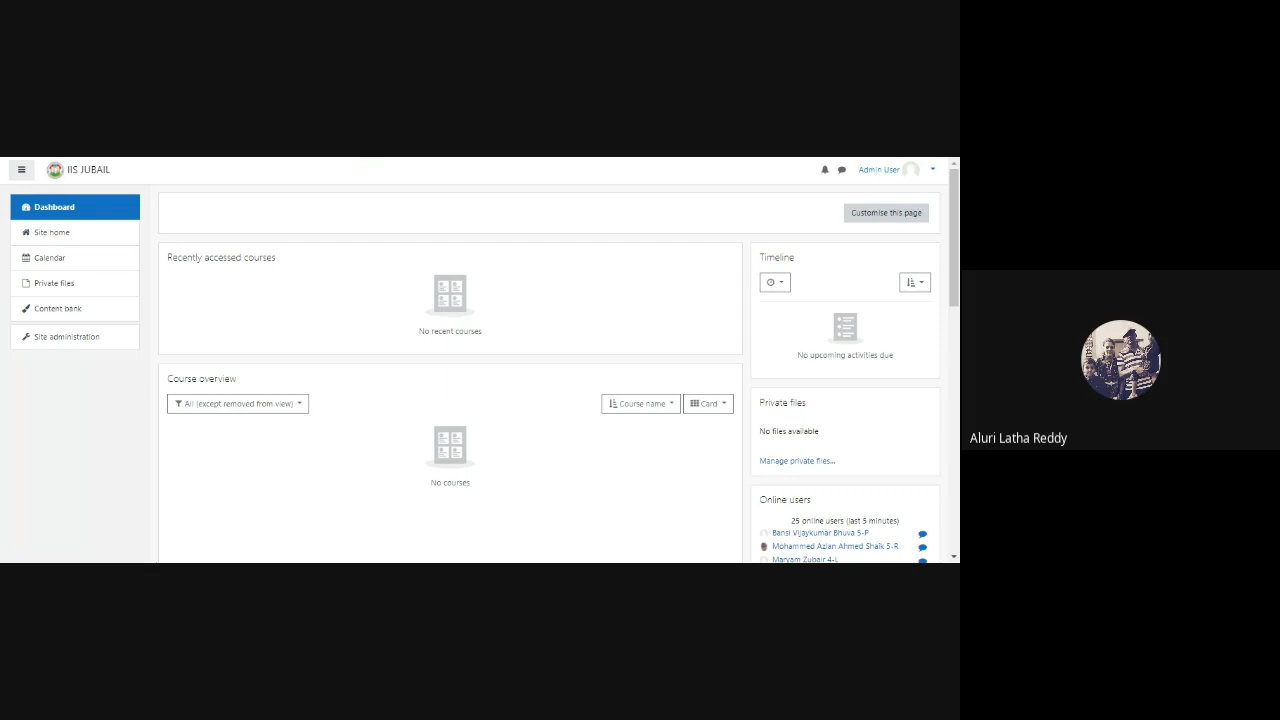 IIS JUBAIL
Admin User
Dashboard
Site home
Calendar
Private files
Content bank
Site administration
Customise this page
Recently accessed courses
No recent courses
Course overview
All (except removed from view)
Course name
Card
No courses
Timeline
No upcoming activities due
Private files
No files available
Manage private files...
Online users
25 online users (last 5 minutes)
Bansi Vijaykumar Bhuva 5-P
Mohammed Azlan Ahmed Shaik 5-R
Maryam Zubair 4-L
Aluri Latha Reddy